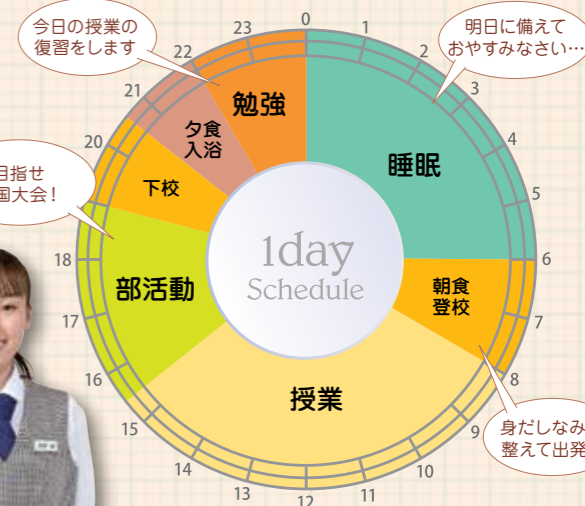 今日の授業の
復習をします
明日に備えて
おやすみなさい…
目指せ
国大会!
身だしなみ
整えて出発
23
0
1
2
3
4
5
6
7
8
9
10
11
12
13
14
15
16
17
18
20
21
22
勉強
睡眠
夕食
入浴
下校
部活動
朝食
登校
授業
1day
Schedule